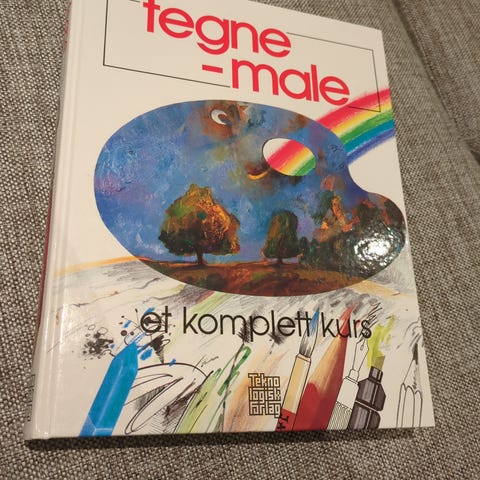 tegne
-male
et komplett kurs
Tekno
logisk
Forlag